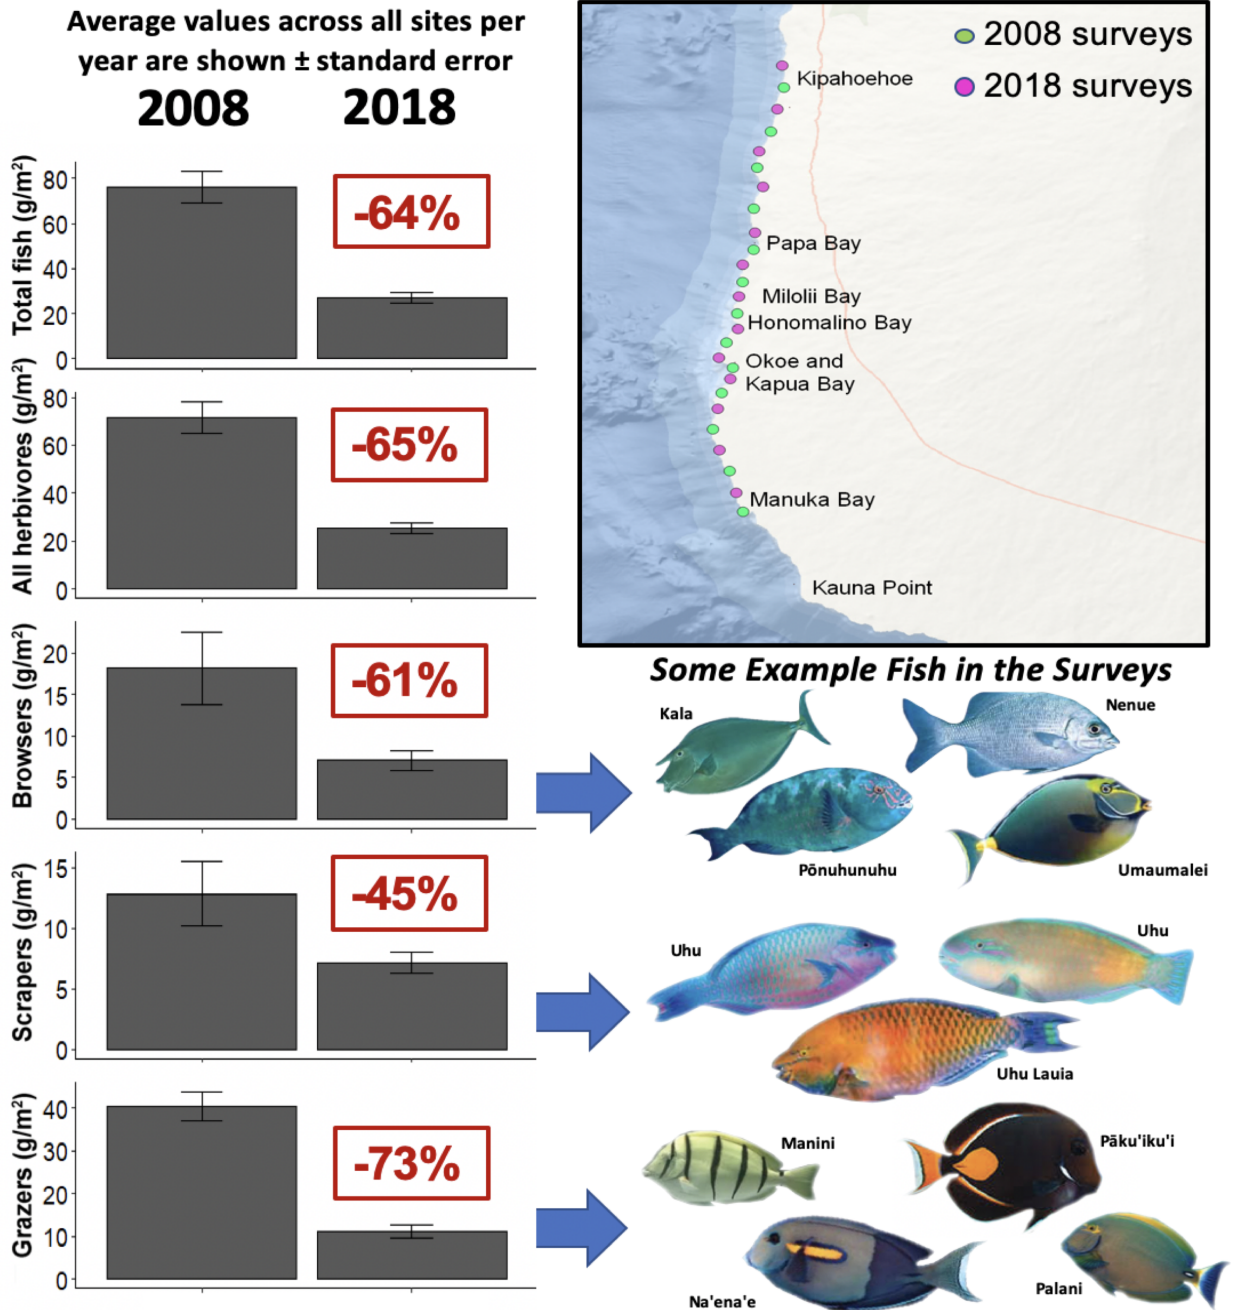 Average values across all sites per
year are shown ± standard error
2008 2018
Total fish (g/m²)
80
60
40
20
0
-64%
All herbivores (g/m²)
80
60
40
20
0
-65%
Browsers (g/m²)
20
15
10
5
0
-61%
Scrapers (g/m²)
15
10
5
0
-45%
Grazers (g/m²)
40
30
20
10
0
-73%
2008 surveys
2018 surveys
Kipahoehoe
Papa Bay
Milolii Bay
Honomalino Bay
Okoe and
Kapua Bay
Manuka Bay
Kauna Point
Some Example Fish in the Surveys
Kala
Nenue
Pōnuhunuhu
Umaumalei
Uhu
Uhu
Uhu Lauia
Manini
Pāku'iku'i
Na'ena'e
Palani